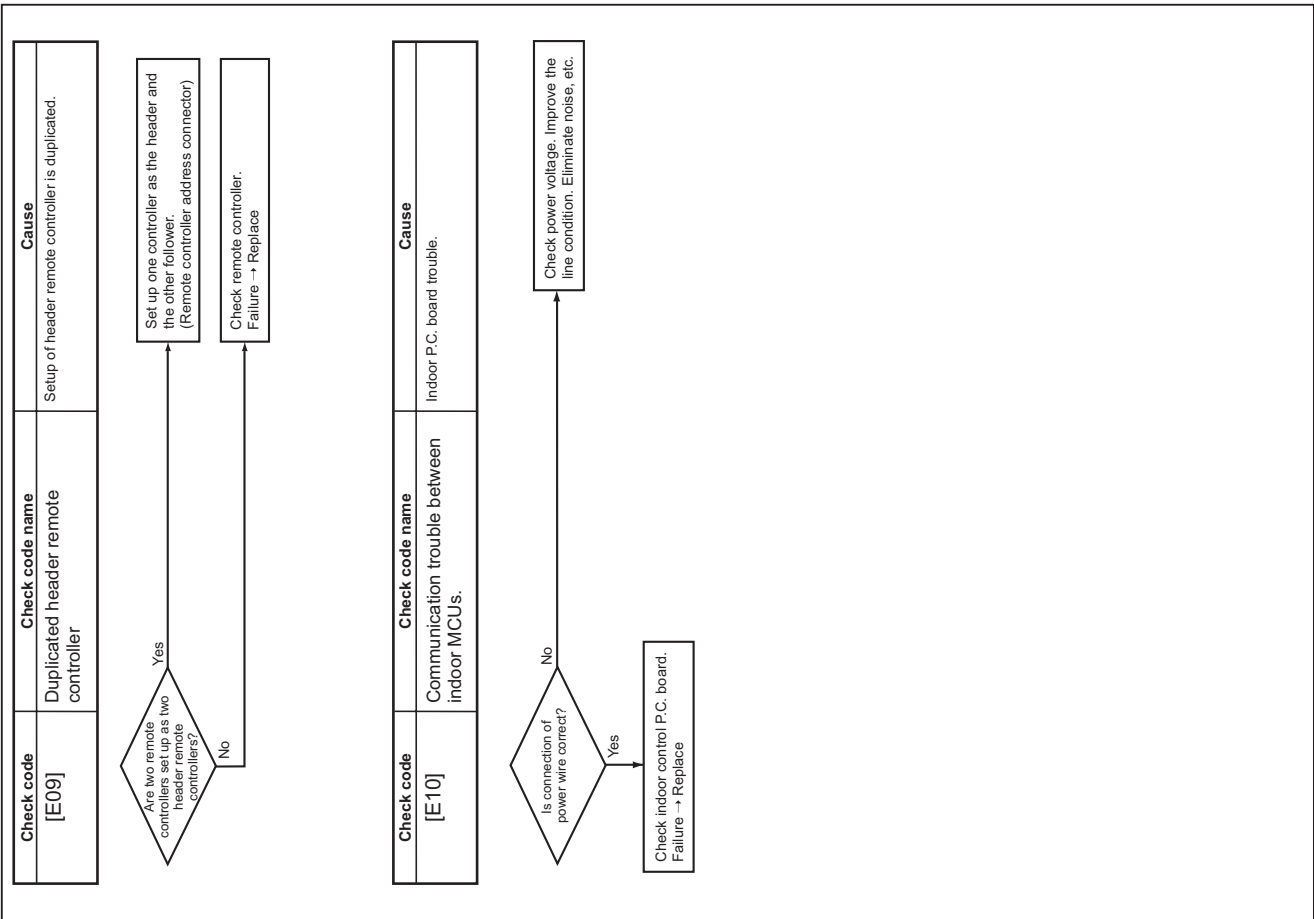 Check code
Check code name
Cause
[E09]
Duplicated header remote
controller
Setup of header remote controller is duplicated.
Are two remote
controllers set up as two
header remote
controllers?
Yes
Set up one controller as the header and
the other follower.
(Remote controller address connector)
No
Check remote controller.
Failure → Replace
Check code
Check code name
Cause
[E10]
Communication trouble between
indoor MCUs.
Indoor P.C. board trouble.
Is connection of
power wire correct?
No
Check power voltage. Improve the
line condition. Eliminate noise, etc.
Yes
Check indoor control P.C. board.
Failure → Replace